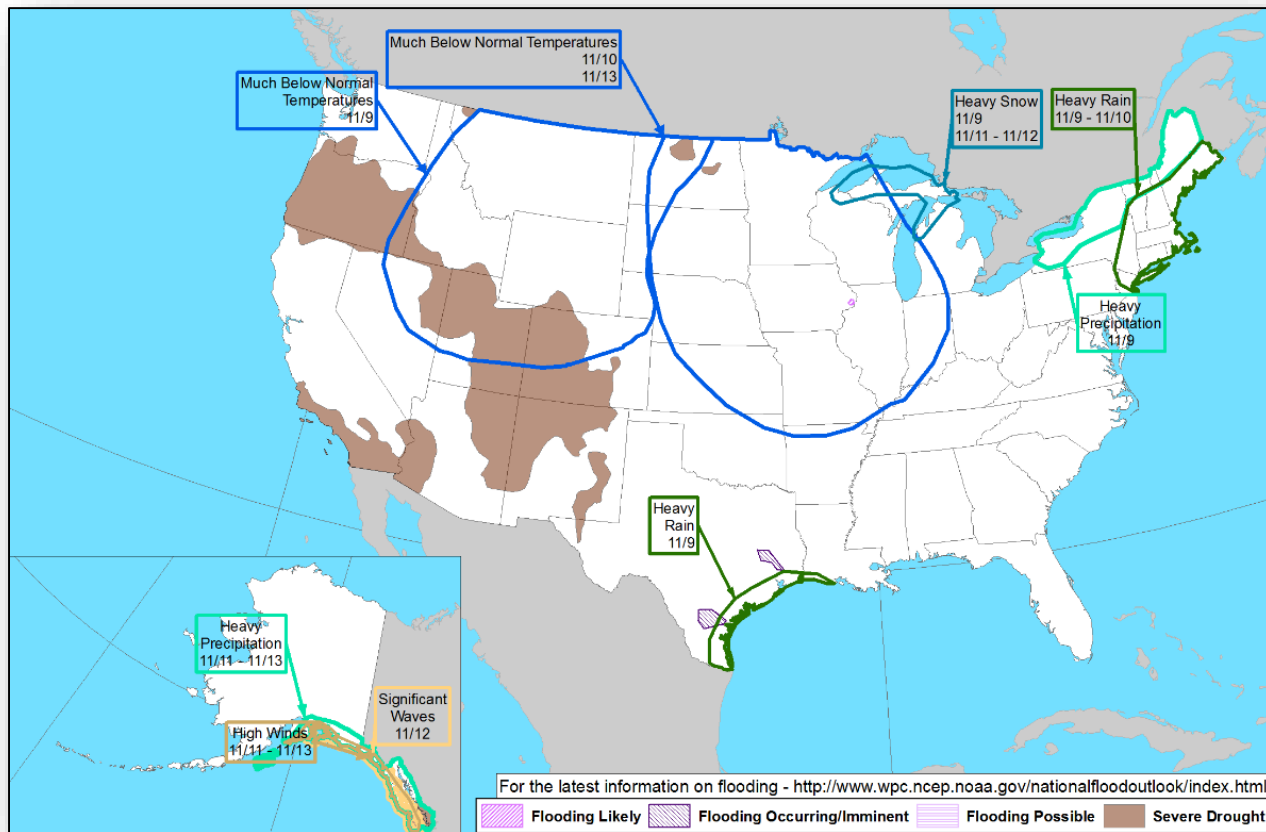 Much Below Normal Temperatures
11/10
11/13
Much Below Normal
Temperatures
11/9
Heavy Snow
11/9
11/11 - 11/12
Heavy Rain
11/9 - 11/10
Heavy
Precipitation
11/9
Heavy
Rain
11/9
Heavy
Precipitation
11/11 - 11/13
Significant
Waves
11/12
High Winds
11/11 - 11/13
For the latest information on flooding - http://www.wpc.ncep.noaa.gov/nationalfloodoutlook/index.html
Flooding Likely Flooding Occurring/Imminent Flooding Possible Severe Drought